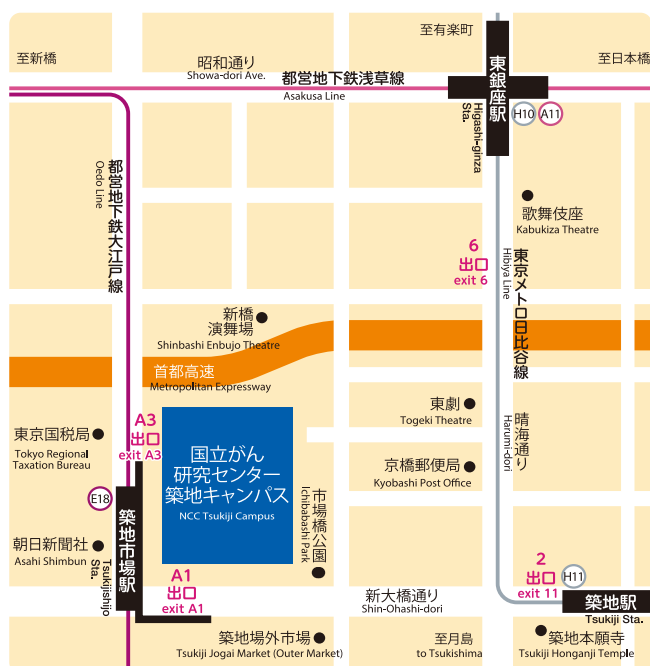 至有楽町
至新橋
昭和通り
Showa-dori Ave.
至日本橋
都営地下鉄浅草線
Asakusa Line
東銀座駅
Higashi-ginza
Sta.
H10
A11
都営地下鉄大江戸線
Oedo Line
歌舞伎座
Kabukiza Theatre
6
出口
exit 6
東京メトロ日比谷線
Hibiya Line
新橋
演舞場
Shinbashi Enbujo Theatre
首都高速
Metropolitan Expressway
東劇
Togeki Theatre
晴海通り
Harumi-dori
A3
出口
exit A3
東京国税局
Tokyo Regional
Taxation Bureau
国立がん
研究センター
築地キャンパス
NCC Tsukiji Campus
京橋郵便局
Kyobashi Post Office
E18
築地市場駅
Tsukijishijo
Sta.
市場橋公園
Ichibabashi Park
朝日新聞社
Asahi Shimbun
A1
出口
exit A1
2
出口
exit 11
H11
新大橋通り
Shin-Ohashi-dori
築地駅
Tsukiji Sta.
築地場外市場
Tsukiji Jogai Market (Outer Market)
至月島
to Tsukishima
築地本願寺
Tsukiji Honganji Temple